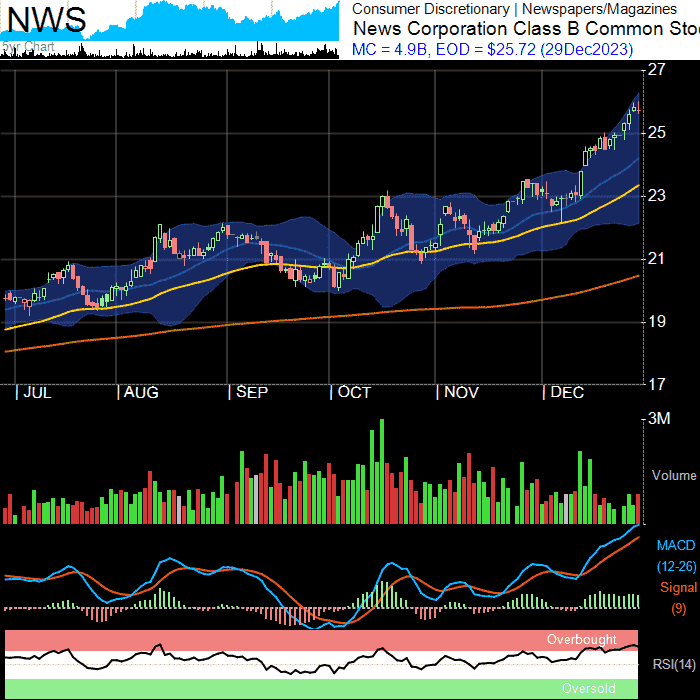 NWS
5yr Chart
Consumer Discretionary | Newspapers/Magazines
News Corporation Class B Common Sto
MC = 4.9B, EOD = $25.72 (29Dec2023)
27
25
23
21
19
17
| JUL | AUG | SEP | OCT | NOV | DEC
3M
Volume
MACD
(12-26)
Signal
(9)
Overbought
RSI(14)
Oversold